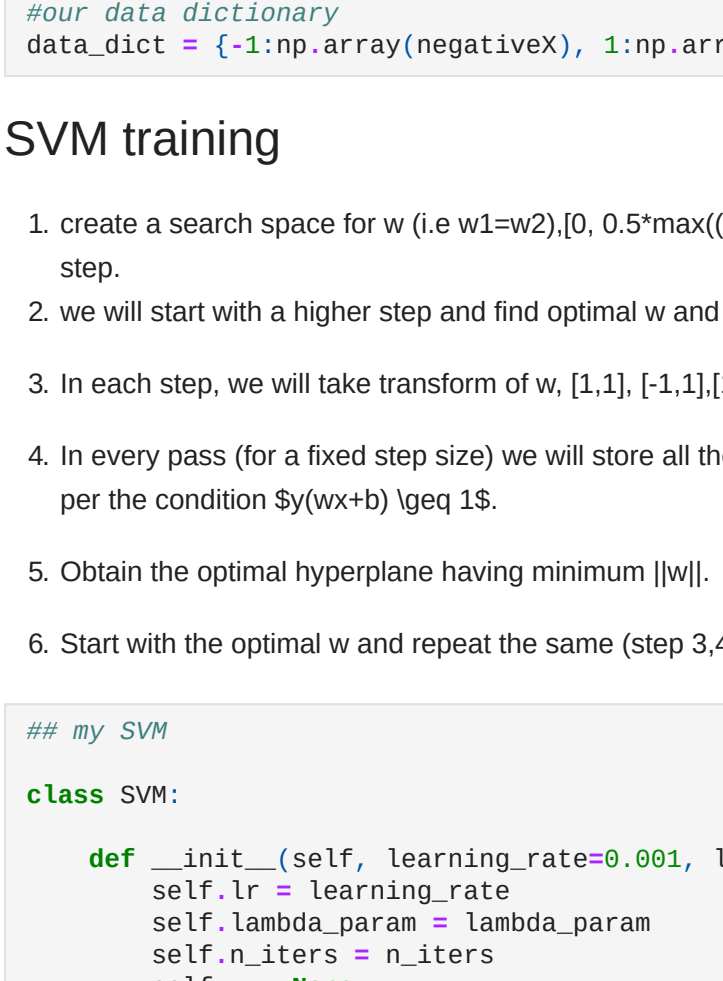 #our data dictionary
data_dict = {-1:np.array(negativeX), 1:np.arr
SVM training
1. create a search space for w (i.e w1=w2),[0, 0.5*max((
step.
2. we will start with a higher step and find optimal w and
3. In each step, we will take transform of w, [1,1], [-1,1],[
4. In every pass (for a fixed step size) we will store all the
per the condition $y(wx+b) \geq 1$.
5. Obtain the optimal hyperplane having minimum ||w||.
6. Start with the optimal w and repeat the same (step 3,4
## my SVM
class SVM:
def __init__(self, learning_rate=0.001, l
self.lr = learning_rate
self.lambda_param = lambda_param
self.n_iters = n_iters